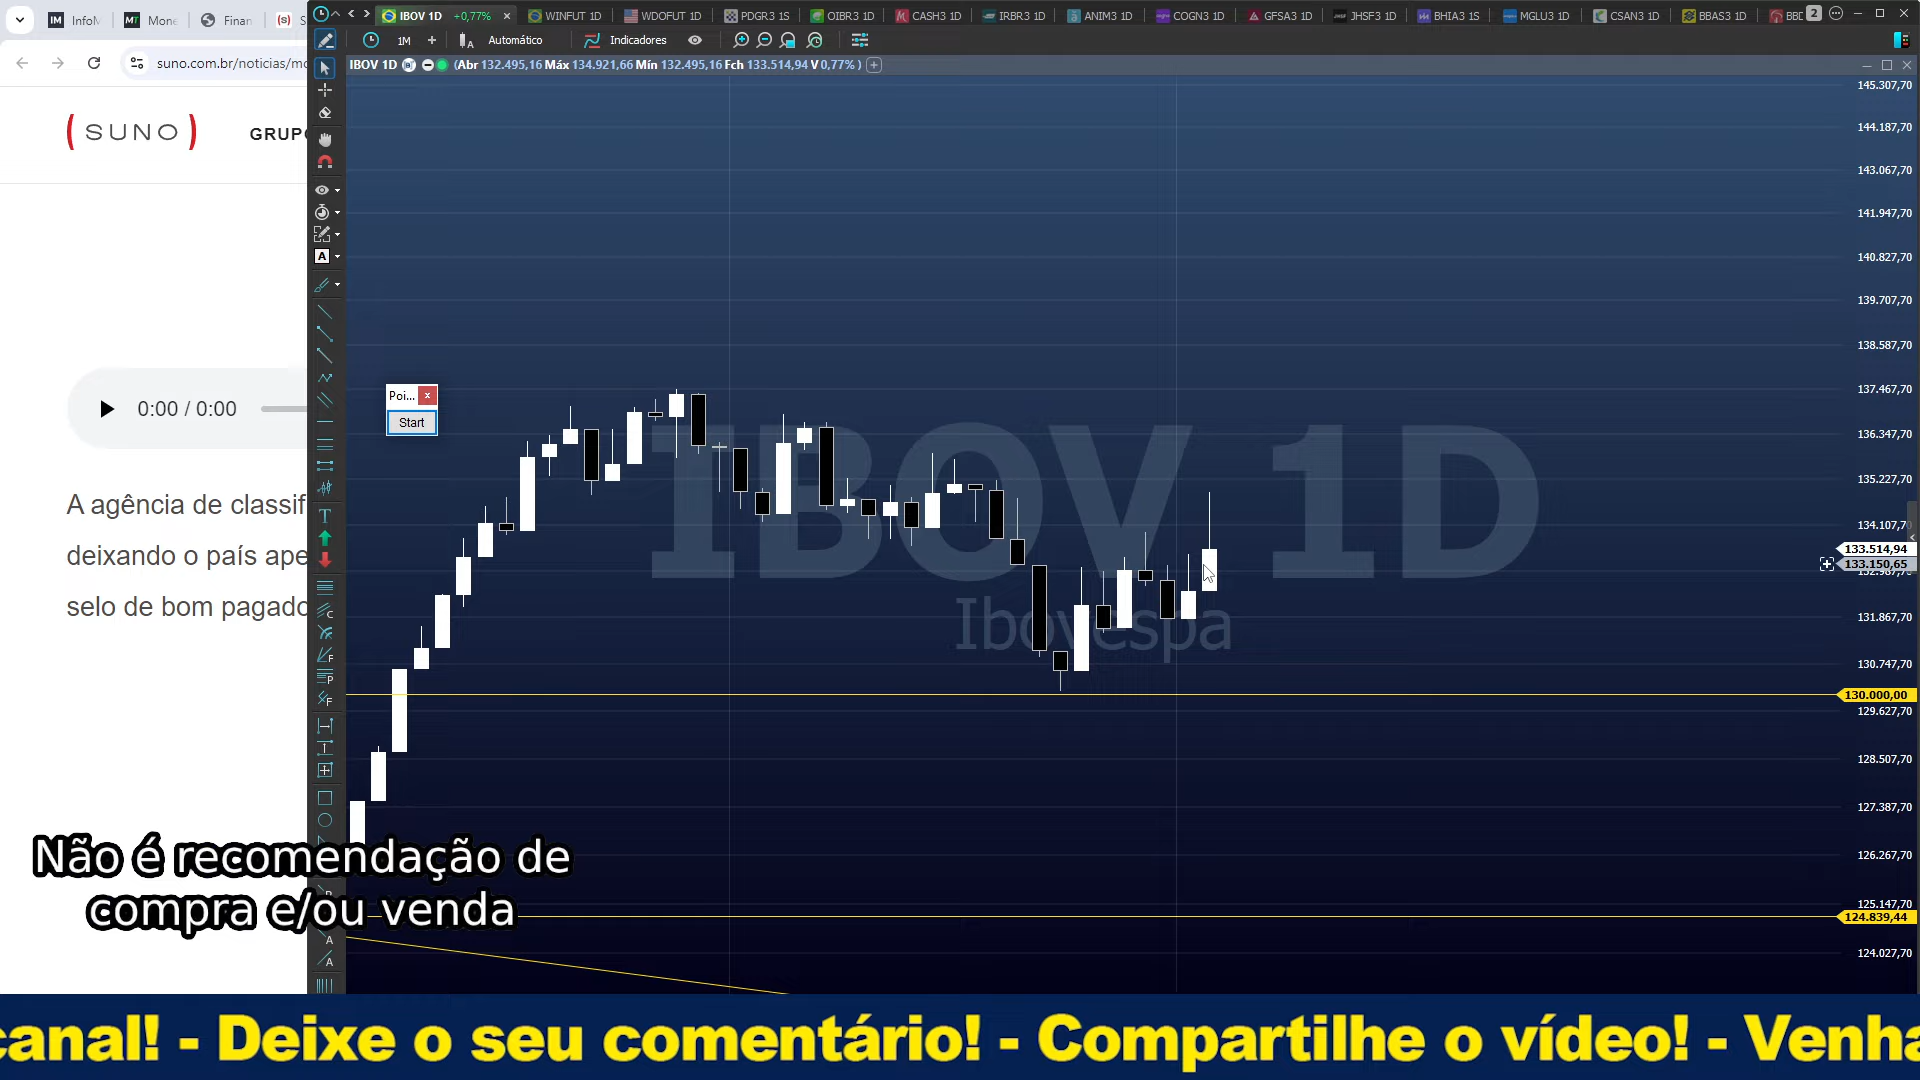 InfoM
Mone
Finan
S
suno.com.br/noticias/mo
( SUNO )
GRUPO
0:00 / 0:00
A agência de classif
deixando o país ape
selo de bom pagado
IBOV 1D +0,77%
WINFUT 1D
WDOFUT 1D
PDGR3 1S
OIBR3 1D
CASH3 1D
IRBR3 1D
ANIM3 1D
COGN3 1D
GFSA3 1D
JHSF3 1D
BHIA3 1S
MGLU3 1D
CSAN3 1D
BBAS3 1D
BBD
2
1M
Automático
Indicadores
IBOV 1D (Abr 132.495,16 Máx 134.921,66 Mín 132.495,16 Fch 133.514,94 V 0,77% )
Poi...
Start
IBOV 1D
Ibovespa
145.307,70
144.187,70
143.067,70
141.947,70
140.827,70
139.707,70
138.587,70
137.467,70
136.347,70
135.227,70
134.107,70
133.514,94
133.150,65
132.987,70
131.867,70
130.747,70
130.000,00
129.627,70
128.507,70
127.387,70
126.267,70
125.147,70
124.839,44
124.027,70
Não é recomendação de
compra e/ou venda
canal! - Deixe o seu comentário! - Compartilhe o vídeo! - Venha